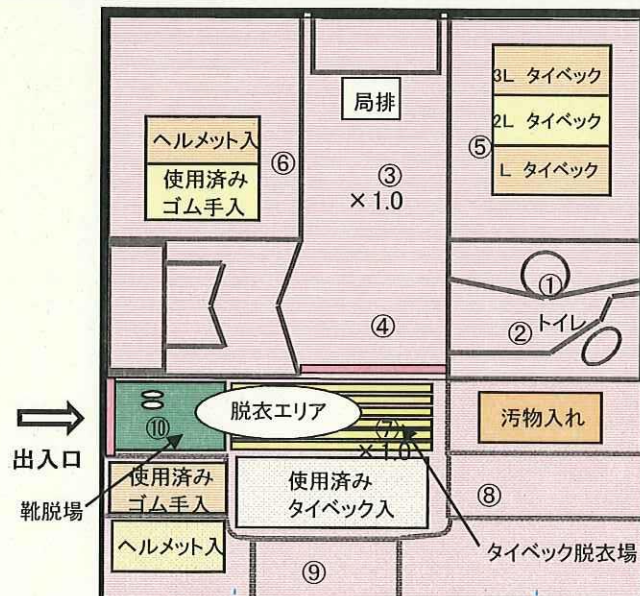 局排
3L タイベック
2L タイベック
L タイベック
⑤
ヘルメット入
使用済み
ゴム手入
⑥
③
×1.0
①
②
トイレ
④
出入口
⑩
脱衣エリア
⑦
×1.0
汚物入れ
靴脱場
使用済み
ゴム手入
使用済み
タイベック入
⑧
ヘルメット入
⑨
タイベック脱衣場